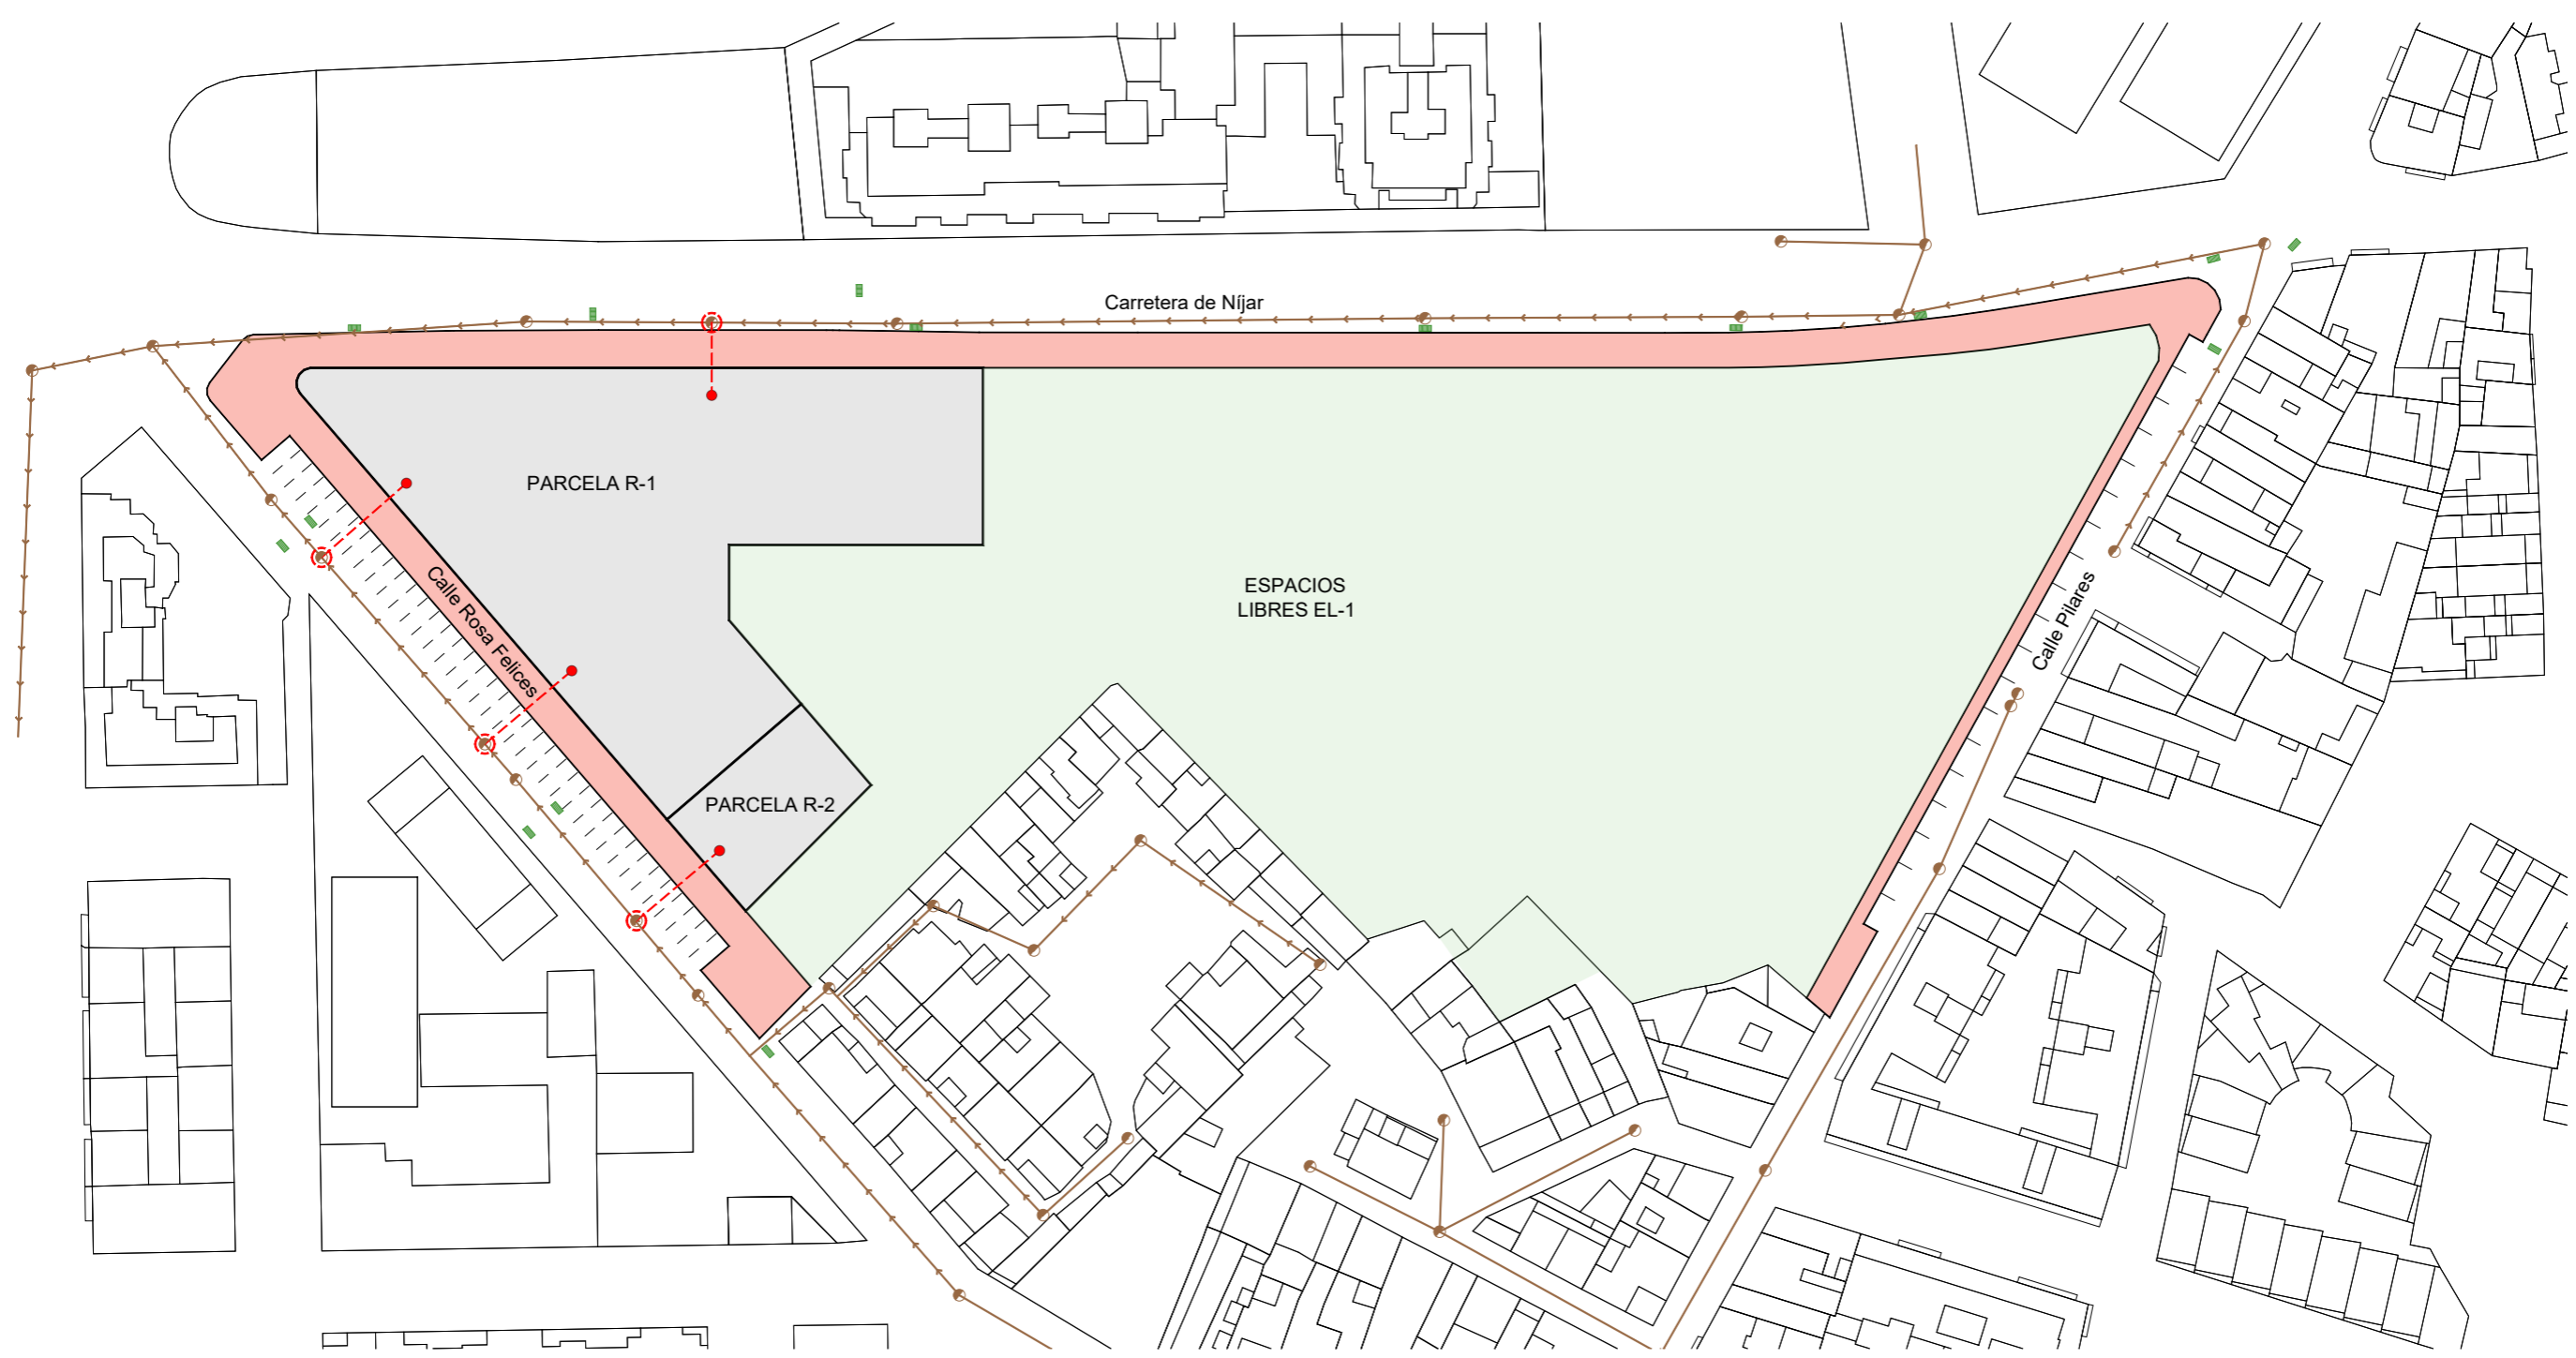 Carretera de Níjar
PARCELA R-1
Calle Rosa Felices
ESPACIOS
LIBRES EL-1
Calle Pilares
PARCELA R-2